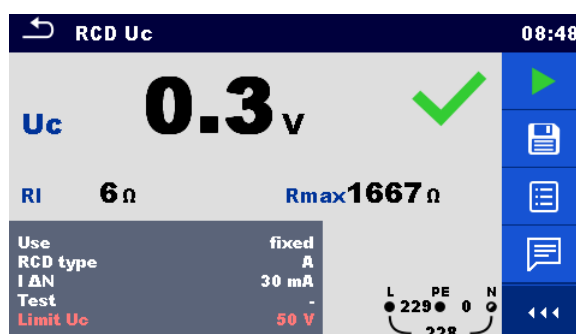 RCD Uc 08:48
Uc 0.3 V
Rl 6 Ω Rmax 1667 Ω
Use fixed
RCD type A
I ΔN 30 mA
Test -
Limit Uc 50 V
L PE N
229 0
228